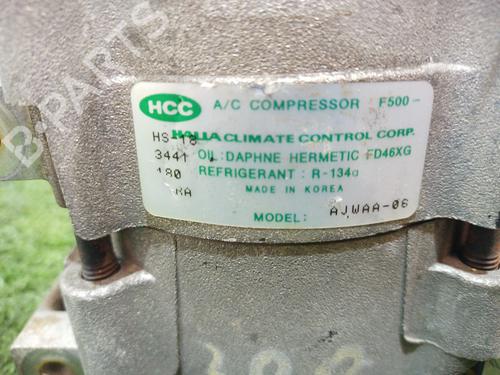 B-PARTS
HCC A/C COMPRESSOR F500-
HS-18 HALLA CLIMATE CONTROL CORP.
3441 OIL: DAPHNE HERMETIC FD46XG
180 REFRIGERANT: R-134a
RA MADE IN KOREA
MODEL: AJWAA-06